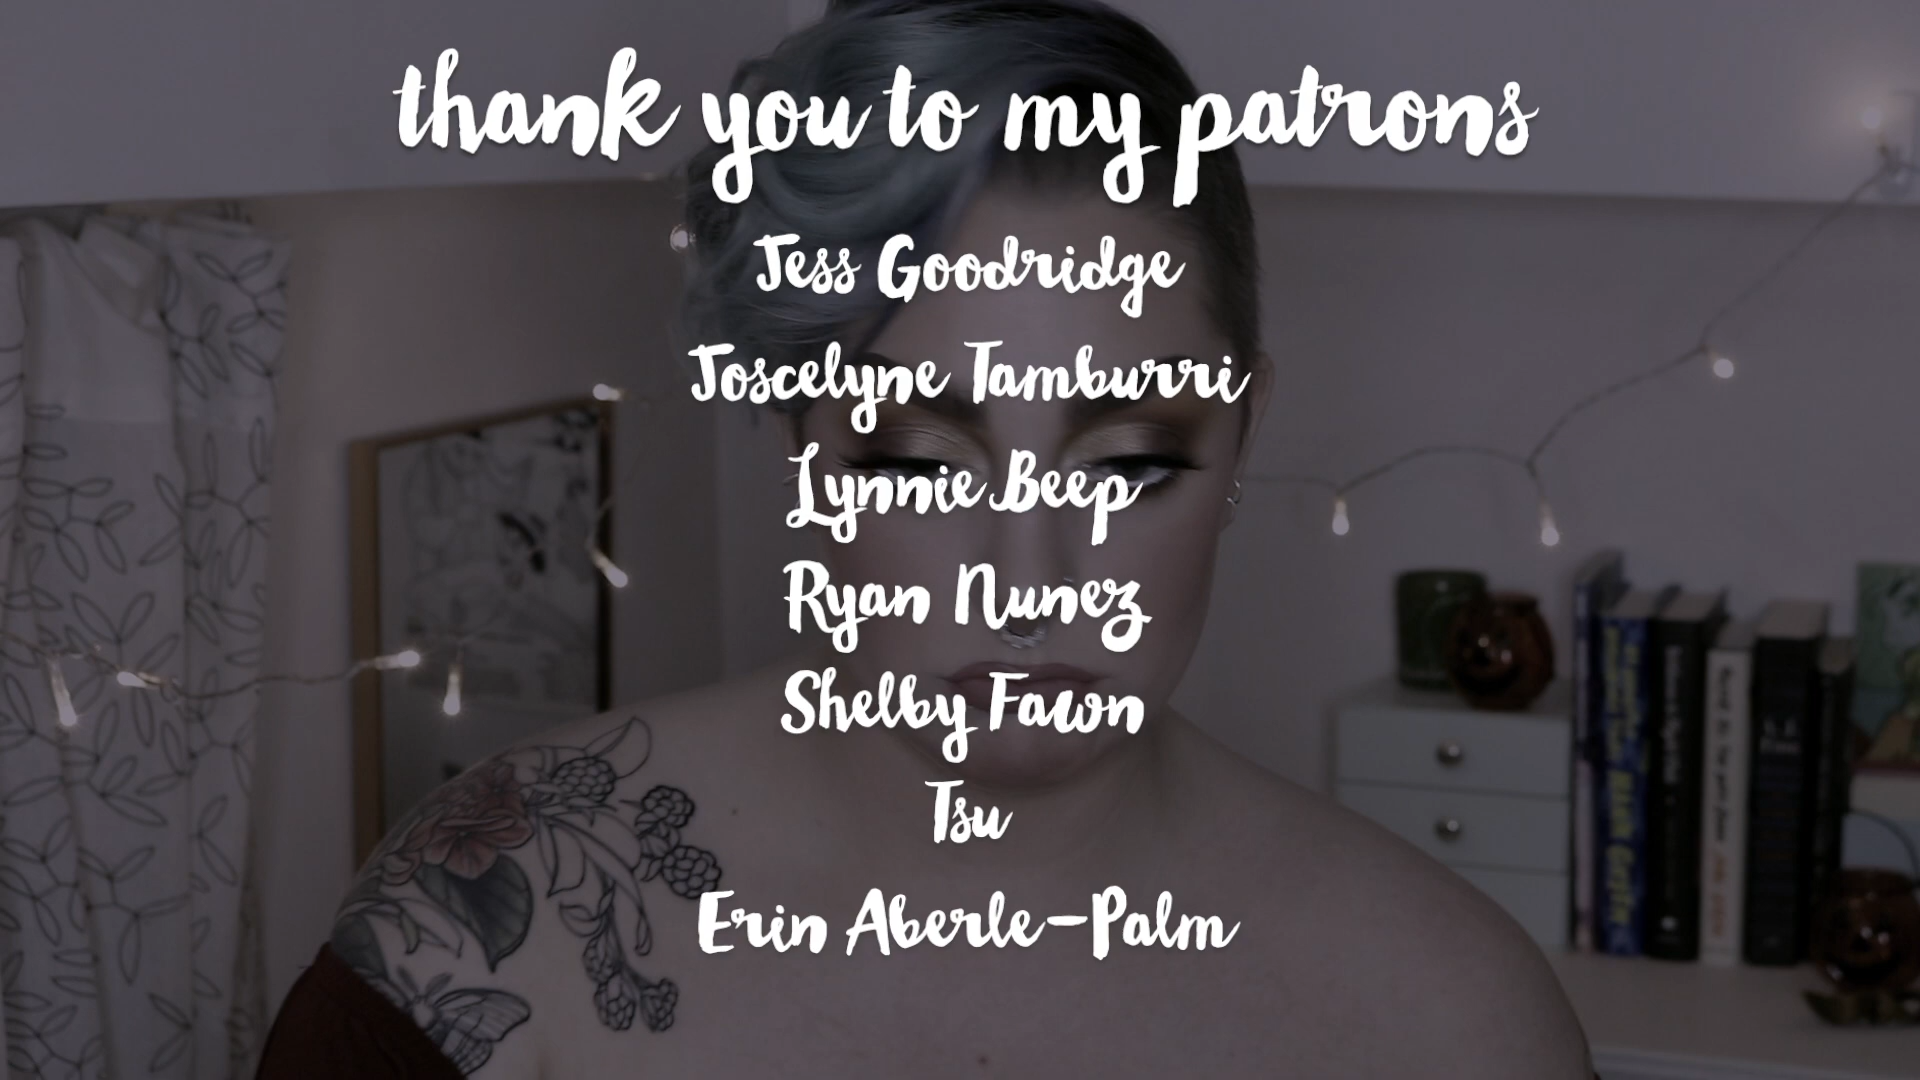 thank you to my patrons
Jess Goodridge
Joscelyne Tamburri
Lynnie Beep
Ryan Nunez
Shelby Fawn
Tsu
Erin Aberle-Palm